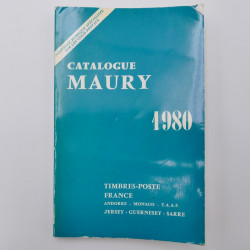 CATALOGUE
MAURY
1980
TIMBRES-POSTE
FRANCE
ANDORRE - MONACO - T.A.A.F.
JERSEY - GUERNESEY - SARRE